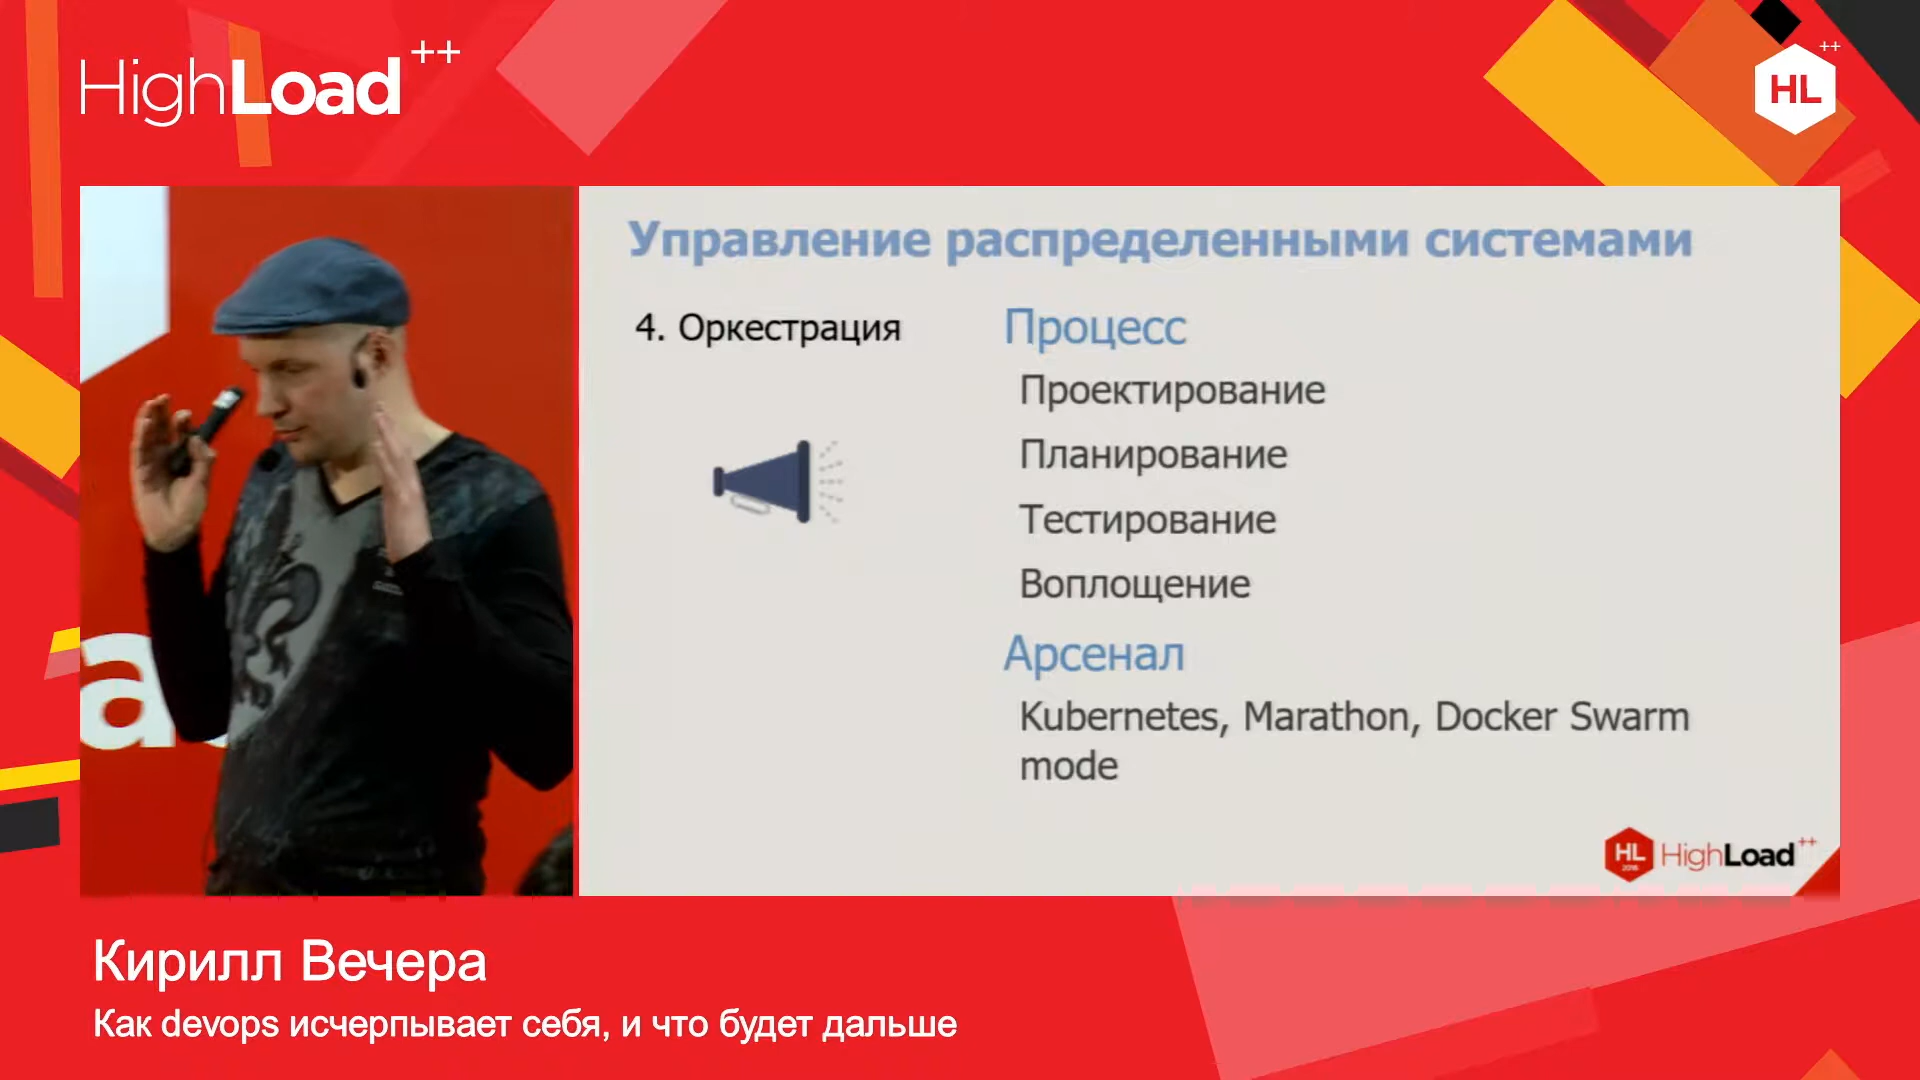 HighLoad++
HL++
Управление распределенными системами
4. Оркестрация
Процесс
Проектирование
Планирование
Тестирование
Воплощение
Арсенал
Kubernetes, Marathon, Docker Swarm
mode
HL
2016
HighLoad++
Кирилл Вечера
Как devops исчерпывает себя, и что будет дальше